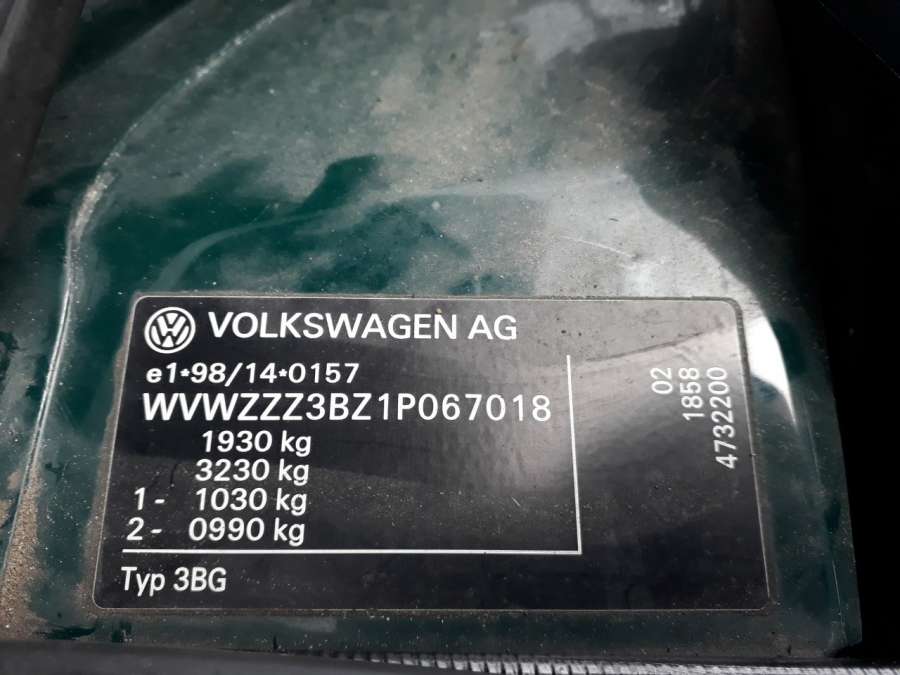 VOLKSWAGEN AG
e1*98/14*0157
WVWZZZ3BZ1P067018
1930 kg
3230 kg
1- 1030 kg
2- 0990 kg
Typ 3BG
02
1858/
4732200